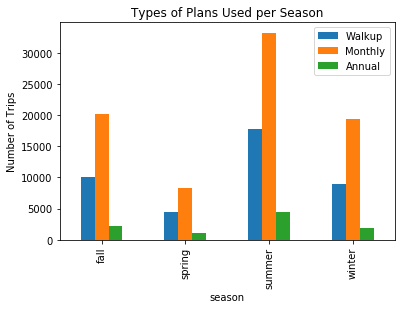 Types of Plans Used per Season
Walkup
Monthly
Annual
Number of Trips
30000
25000
20000
15000
10000
5000
0
fall
spring
summer
winter
season